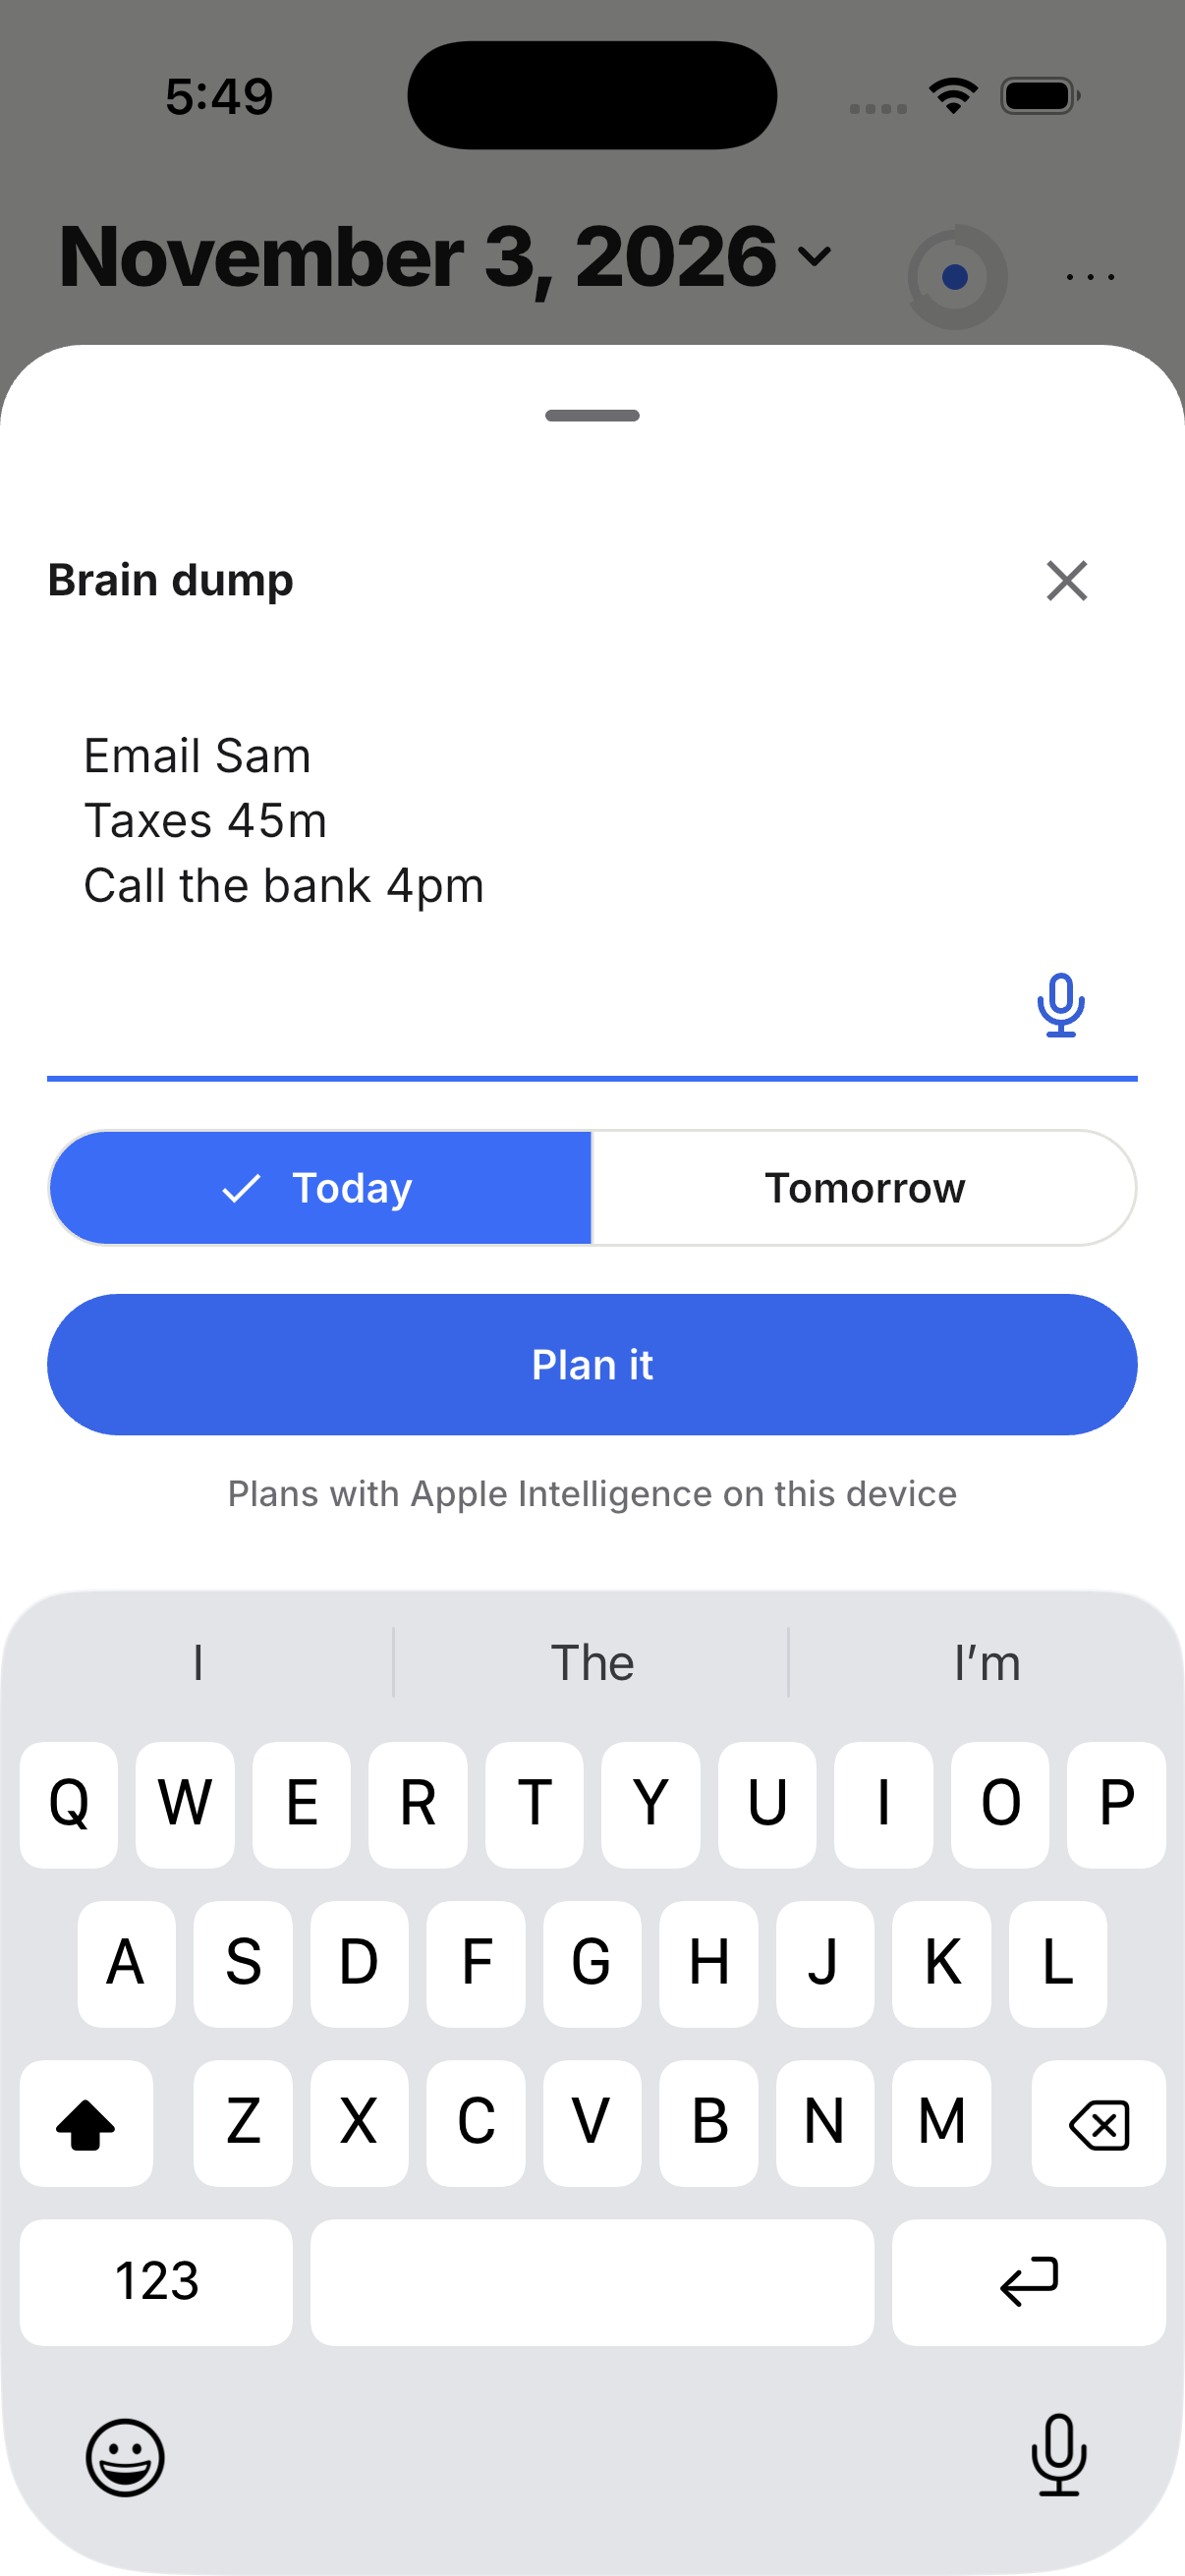 5:49
November 3, 2026
Brain dump
Email Sam
Taxes 45m
Call the bank 4pm
Today
Tomorrow
Plan it
Plans with Apple Intelligence on this device
I The I’m
Q W E R T Y U I O P
A S D F G H J K L
Z X C V B N M
123